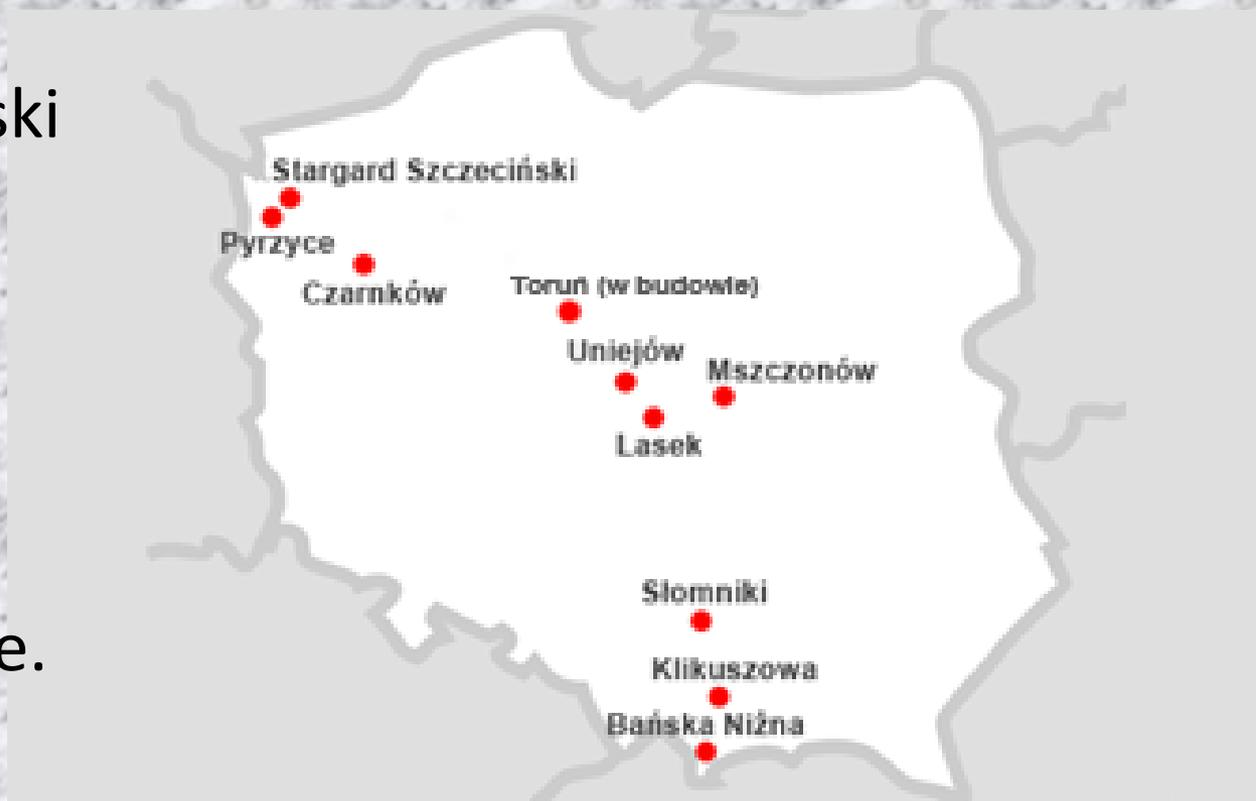 ski
Stargard Szczeciński
Pyrzyce
Czarnków
Toruń (w budowie)
Uniejów
Mszczonów
Lasek
Słomniki
Klikuszowa
Bańska Niżna
e.